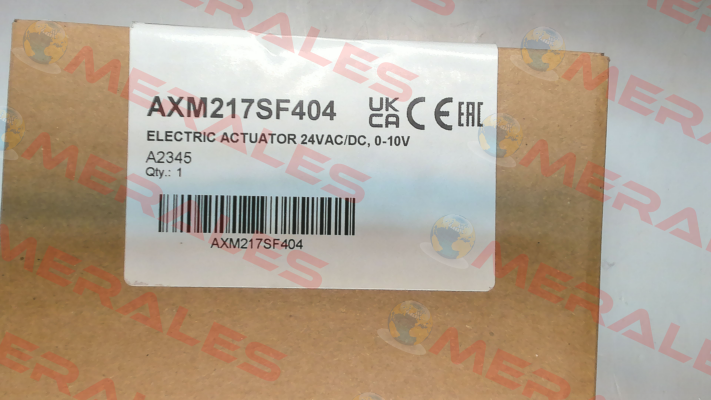 AXM217SF404 UK CA CE EAC
ELECTRIC ACTUATOR 24VAC/DC, 0-10V
A2345
Qty.: 1
AXM217SF404
MERALES
MERALES
MERALES
MERALES
MERALES